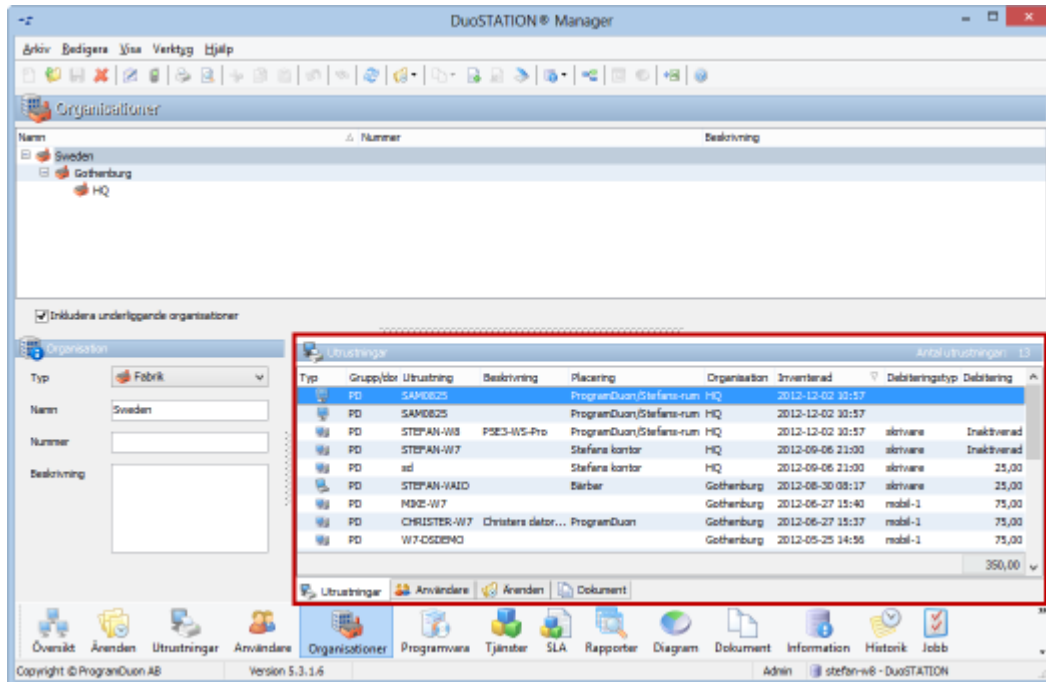 DuoSTATION® Manager
Arkiv Redigera Visa Verktyg Hjälp
Organisationer
Namn Nummer Beskrivning
Sweden
Gothenburg
HQ
Inkludera underliggande organisationer
Organisation
Typ Fabrik
Namn Sweden
Nummer
Beskrivning
Utrustningar Antal utrustningar: 13
Typ Grupp/dor Utrustning Beskrivning Placering Organisation Inventerad Debiteringstyp Debitering
PD SAM0825 ProgramDuon/Stefans-rum HQ 2012-12-02 10:57
PD SAM0825 ProgramDuon/Stefans-rum HQ 2012-12-02 10:57
PD STEFAN-W8 PSE3-WS-Pro ProgramDuon/Stefans-rum HQ 2012-12-02 10:57 skrivare Inaktiverad
PD STEFAN-W7 Stefans kontor HQ 2012-09-06 21:00 skrivare Inaktiverad
PD sd Stefans kontor HQ 2012-09-06 21:00 skrivare 25,00
PD STEFAN-VAIO Bärbar Gothenburg 2012-08-30 08:17 skrivare 25,00
PD MIKE-W7 Gothenburg 2012-06-27 15:40 mobil-1 75,00
PD CHRISTER-W7 Christers dator... ProgramDuon Gothenburg 2012-06-27 15:37 mobil-1 75,00
PD W7-DSDEMO Gothenburg 2012-05-25 14:56 mobil-1 75,00
350,00
Utrustningar Användare Ärenden Dokument
Översikt Ärenden Utrustningar Användare Organisationer Programvara Tjänster SLA Rapporter Diagram Dokument Information Historik Jobb
Copyright © ProgramDuon AB Version 5.3.1.6 Admin stefan-w8 - DuoSTATION